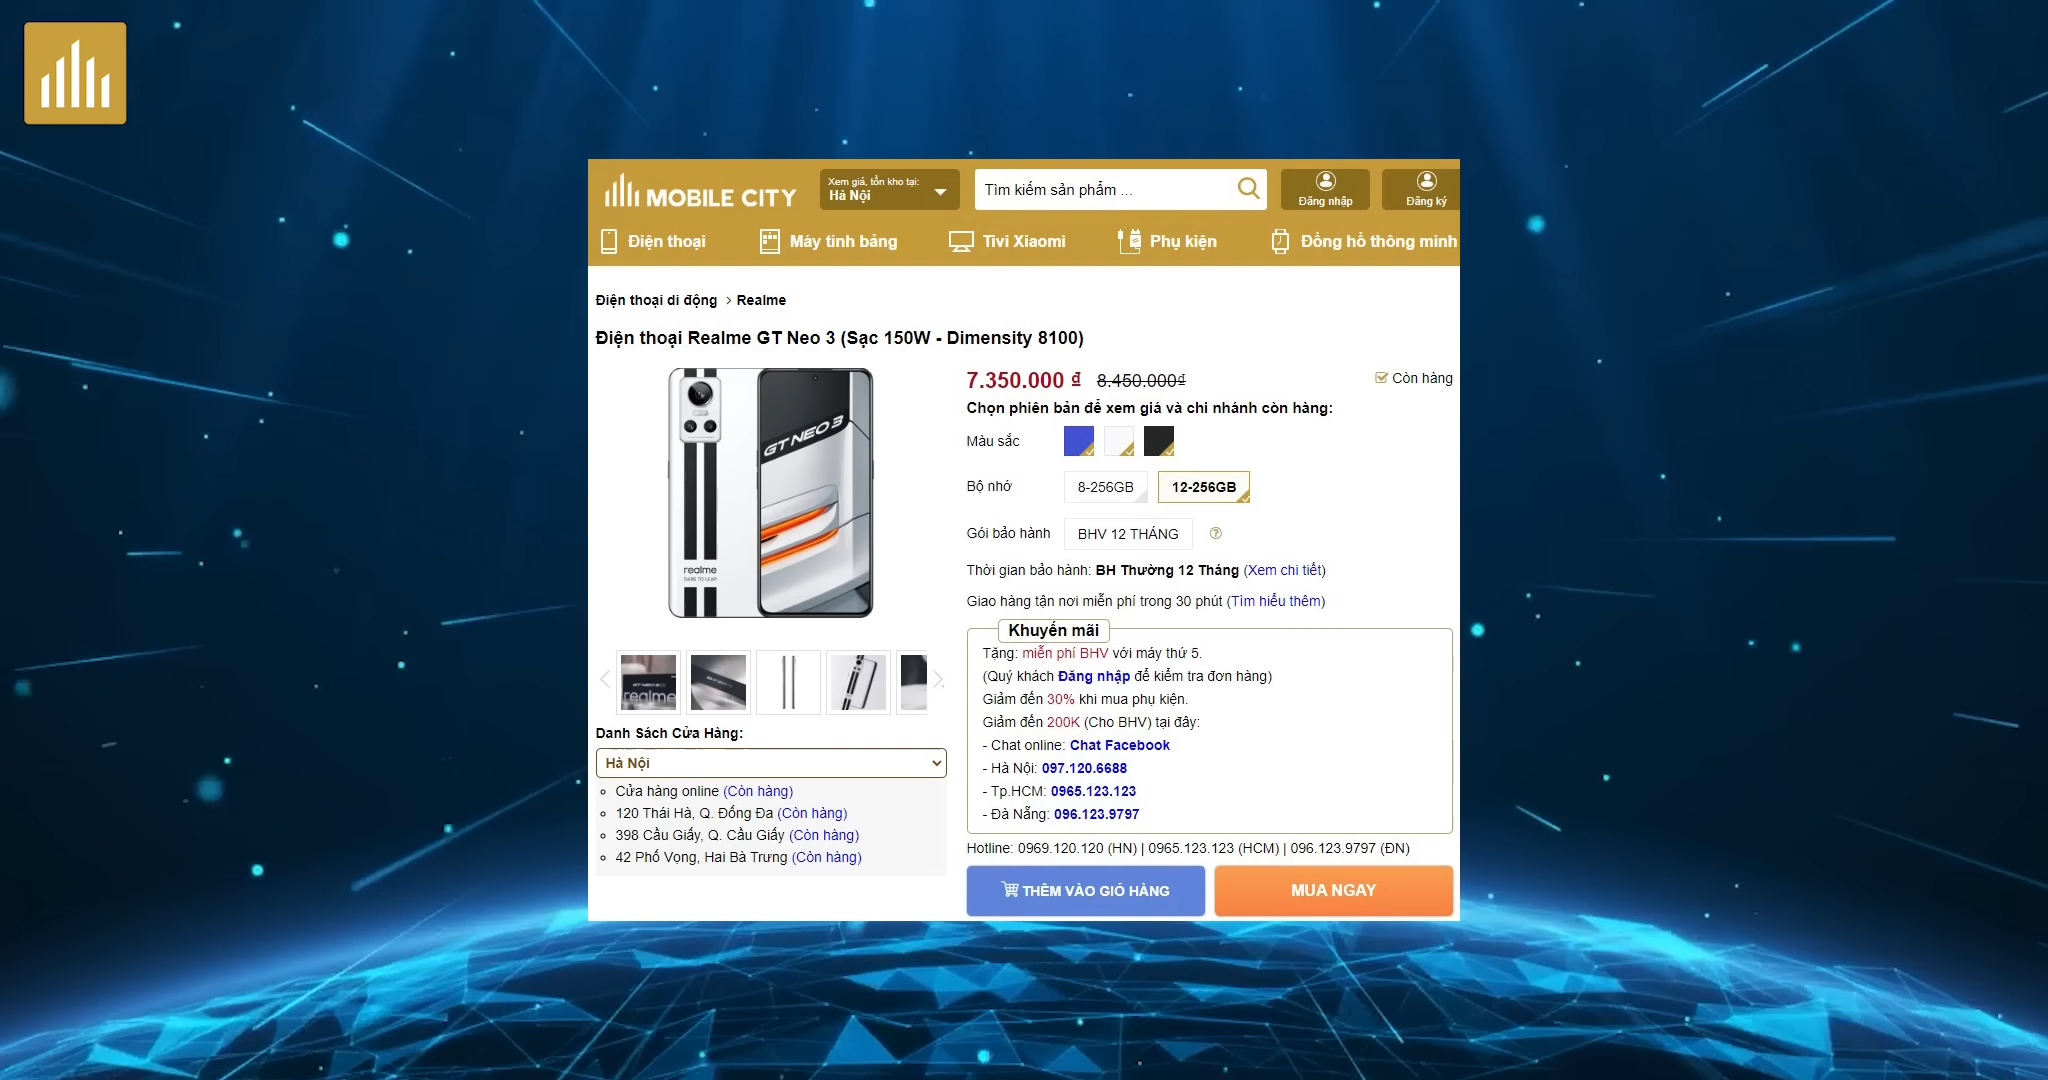 MOBILE CITY
Xem giá, tồn kho tại:
Hà Nội
Tìm kiếm sản phẩm ...
Đăng nhập
Đăng ký
Điện thoại
Máy tính bảng
Tivi Xiaomi
Phụ kiện
Đồng hồ thông minh
Điện thoại di động > Realme
Điện thoại Realme GT Neo 3 (Sạc 150W - Dimensity 8100)
GT NEO 3
realme
DARE TO LEAP
realme
Danh Sách Cửa Hàng:
Hà Nội
Cửa hàng online (Còn hàng)
120 Thái Hà, Q. Đống Đa (Còn hàng)
398 Cầu Giấy, Q. Cầu Giấy (Còn hàng)
42 Phố Vọng, Hai Bà Trưng (Còn hàng)
7.350.000 ₫ 8.450.000₫
Còn hàng
Chọn phiên bản để xem giá và chi nhánh còn hàng:
Màu sắc
Bộ nhớ 8-256GB 12-256GB
Gói bảo hành BHV 12 THÁNG ?
Thời gian bảo hành: BH Thường 12 Tháng (Xem chi tiết)
Giao hàng tận nơi miễn phí trong 30 phút (Tìm hiểu thêm)
Khuyến mãi
Tặng: miễn phí BHV với máy thứ 5.
(Quý khách Đăng nhập để kiểm tra đơn hàng)
Giảm đến 30% khi mua phụ kiện.
Giảm đến 200K (Cho BHV) tại đây:
- Chat online: Chat Facebook
- Hà Nội: 097.120.6688
- Tp.HCM: 0965.123.123
- Đà Nẵng: 096.123.9797
Hotline: 0969.120.120 (HN) | 0965.123.123 (HCM) | 096.123.9797 (ĐN)
THÊM VÀO GIỎ HÀNG
MUA NGAY